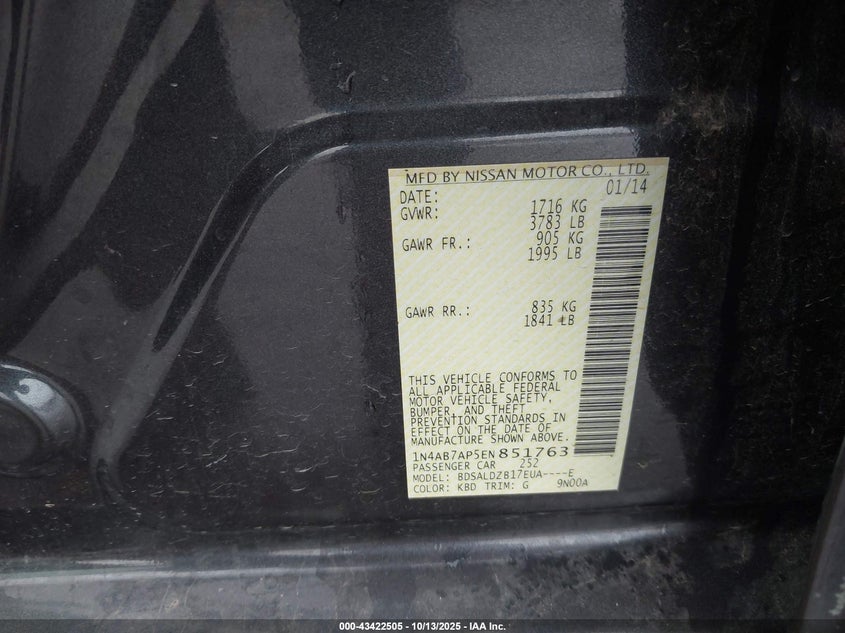 MFD BY NISSAN MOTOR CO., LTD.
DATE: 01/14
GVWR: 1716 KG
3783 LB
GAWR FR.: 905 KG
1995 LB
GAWR RR.: 835 KG
1841 LB
THIS VEHICLE CONFORMS TO
ALL APPLICABLE FEDERAL
MOTOR VEHICLE SAFETY,
BUMPER, AND THEFT
PREVENTION STANDARDS IN
EFFECT ON THE DATE OF
MANUFACTURE SHOWN ABOVE.
1N4AB7AP5EN851763
PASSENGER CAR 252
MODEL: BDSALDZB17EUA----E
COLOR: KBD TRIM: G 9N00A
000-43422505 - 10/13/2025 - IAA Inc.